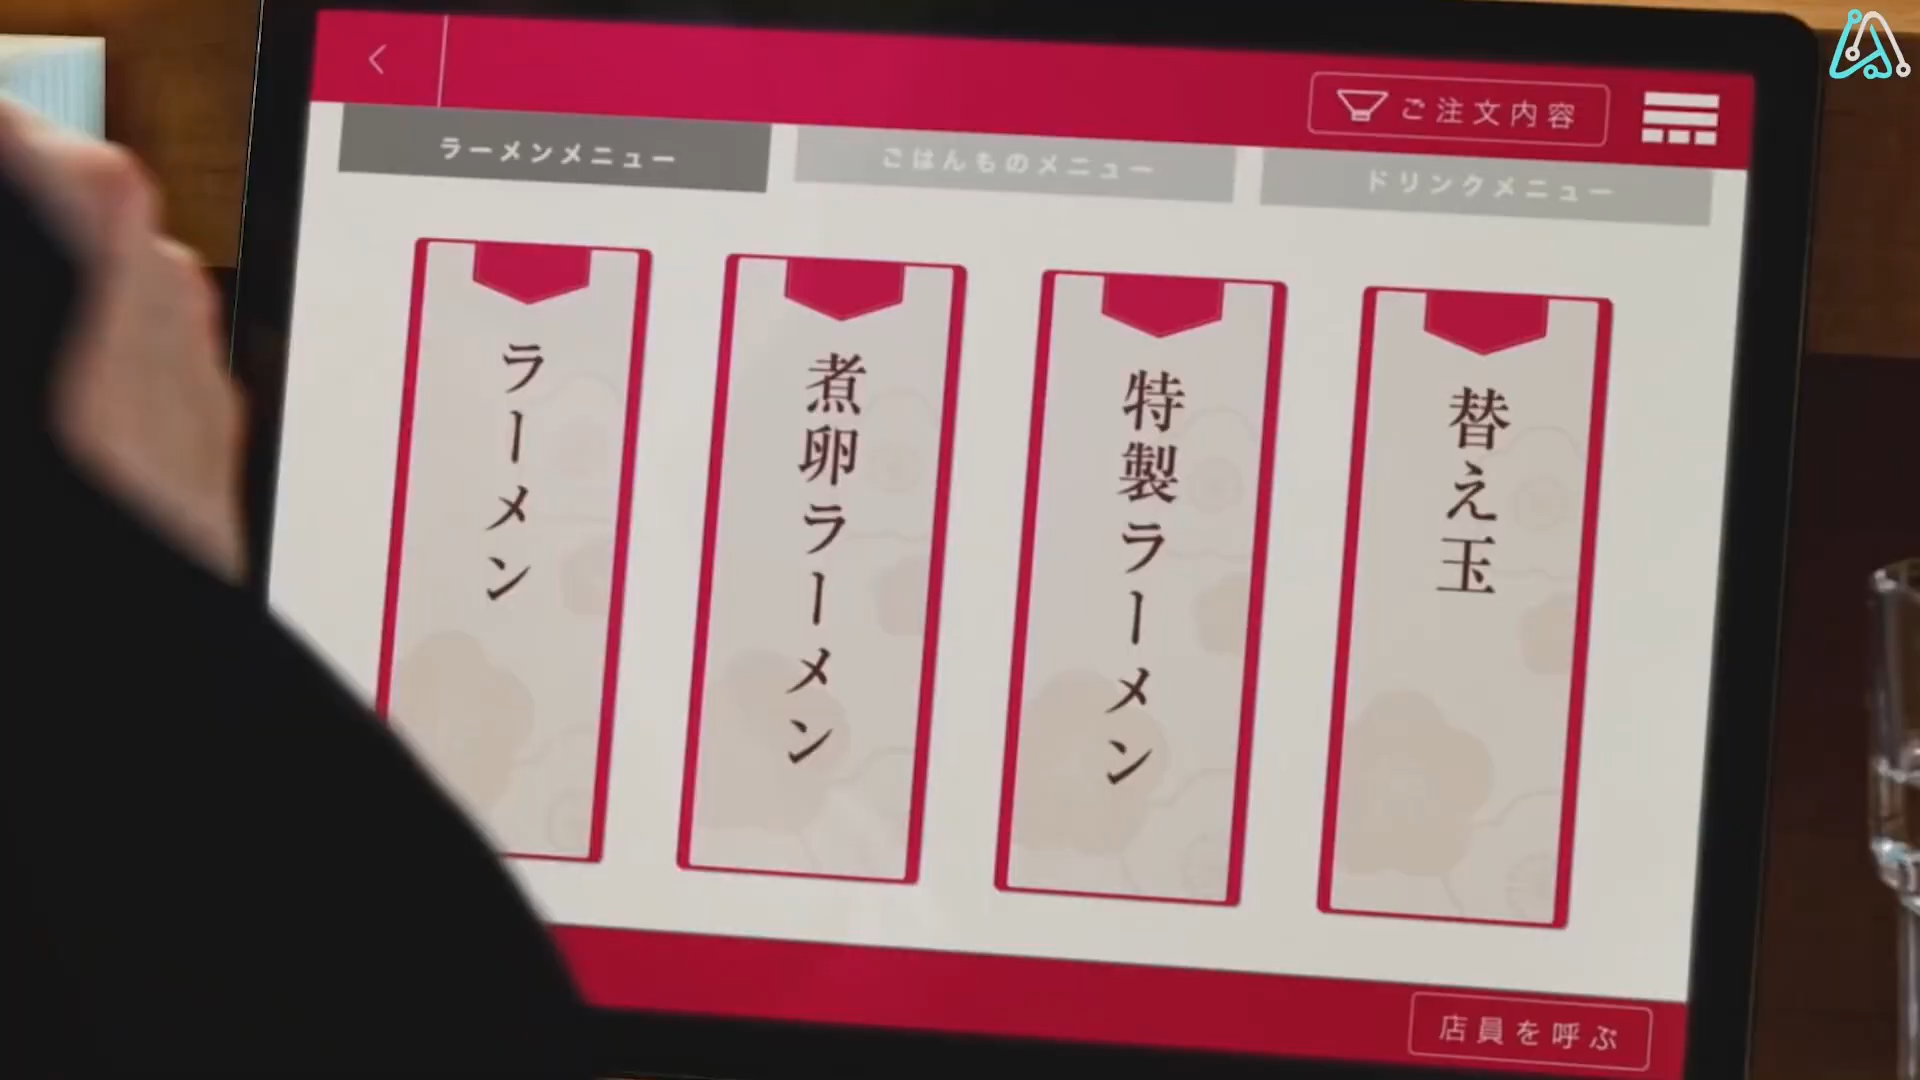 ご注文内容
ラーメンメニュー
ごはんものメニュー
ドリンクメニュー
ラーメン
煮卵ラーメン
特製ラーメン
替え玉
店員を呼ぶ